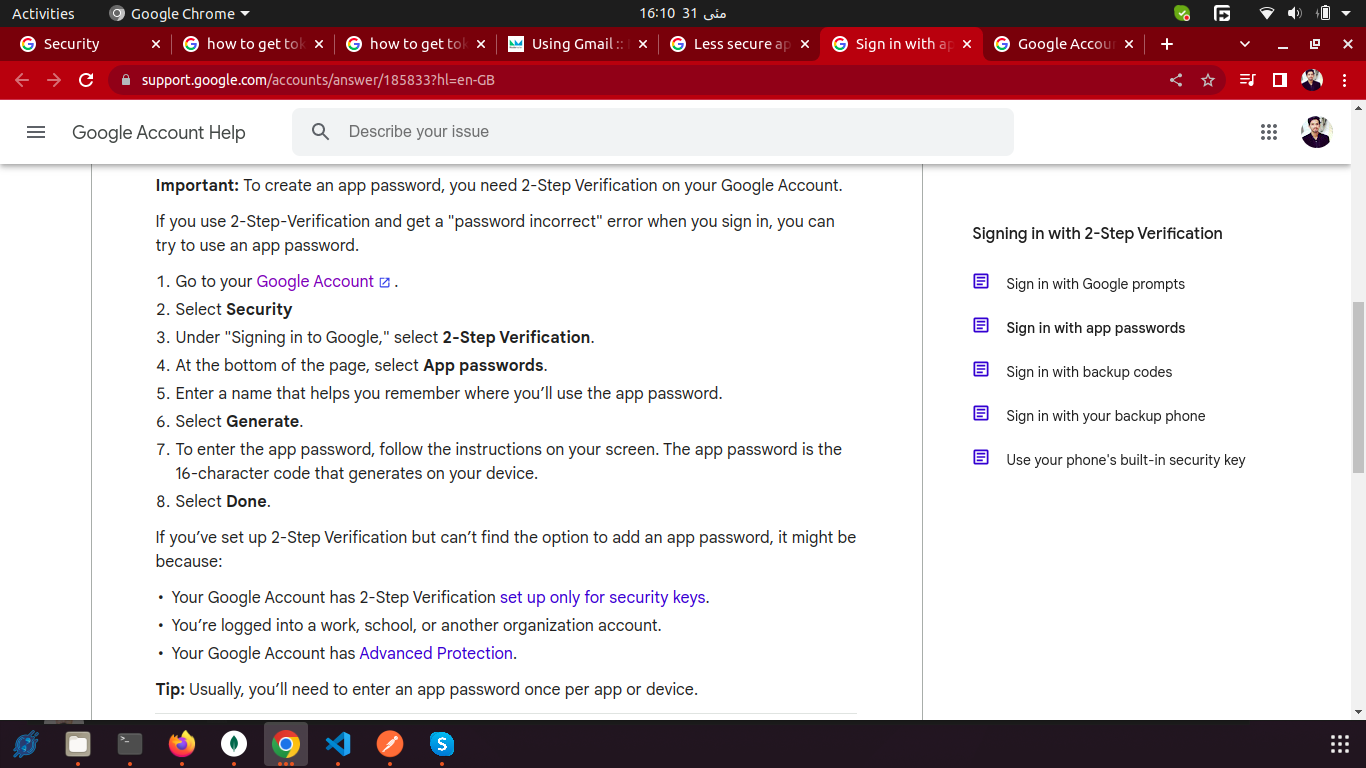 Activities
Google Chrome
16:10 31 مئی
Security
how to get tok
how to get tok
Using Gmail ::
Less secure ap
Sign in with ap
Google Accou
support.google.com/accounts/answer/185833?hl=en-GB
Google Account Help
Describe your issue
Important: To create an app password, you need 2-Step Verification on your Google Account.
If you use 2-Step-Verification and get a "password incorrect" error when you sign in, you can
try to use an app password.
1. Go to your Google Account .
2. Select Security
3. Under "Signing in to Google," select 2-Step Verification.
4. At the bottom of the page, select App passwords.
5. Enter a name that helps you remember where you’ll use the app password.
6. Select Generate.
7. To enter the app password, follow the instructions on your screen. The app password is the
16-character code that generates on your device.
8. Select Done.
If you’ve set up 2-Step Verification but can’t find the option to add an app password, it might be
because:
• Your Google Account has 2-Step Verification set up only for security keys.
• You’re logged into a work, school, or another organization account.
• Your Google Account has Advanced Protection.
Tip: Usually, you’ll need to enter an app password once per app or device.
Signing in with 2-Step Verification
Sign in with Google prompts
Sign in with app passwords
Sign in with backup codes
Sign in with your backup phone
Use your phone's built-in security key